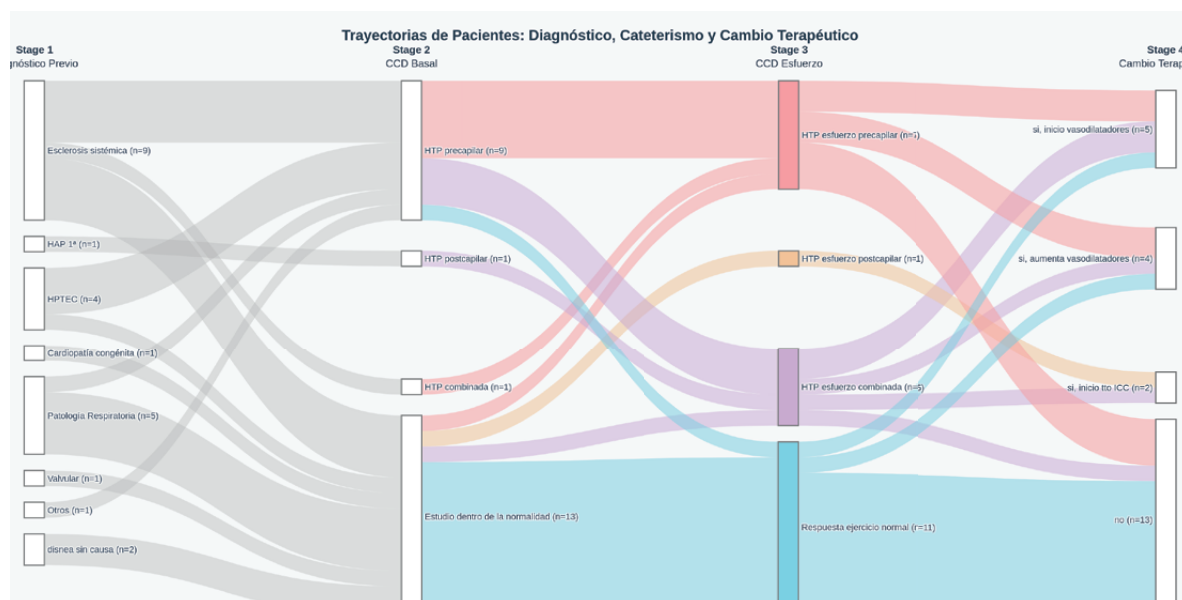 Trayectorias de Pacientes: Diagnóstico, Cateterismo y Cambio Terapéutico
Stage 1
Stage 2
Stage 3
Stage 4
gnóstico Previo
CCD Basal
CCD Esfuerzo
Cambio Terap
Esclerosis sistémica (n=9)
HAP 1ª (n=1)
HPTEC (n=4)
Cardiopatía congénita (n=1)
Patología Respiratoria (n=5)
Valvular (n=1)
Otros (n=1)
disnea sin causa (n=2)
HTP precapilar (n=9)
HTP postcapilar (n=1)
HTP combinada (n=1)
Estudio dentro de la normalidad (n=13)
HTP esfuerzo precapilar (n=7)
HTP esfuerzo postcapilar (n=1)
HTP esfuerzo combinada (n=5)
Respuesta ejercicio normal (n=11)
si, inicio vasodilatadores (n=5)
si, aumenta vasodilatadores (n=4)
si, inicio tto ICC (n=2)
no (n=13)